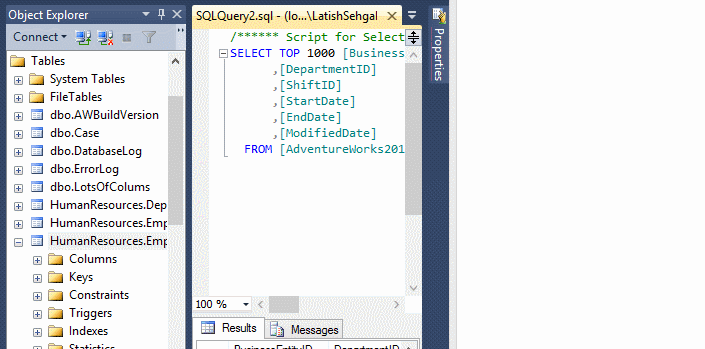 Object Explorer
Connect
Tables
System Tables
FileTables
dbo.AWBuildVersion
dbo.Case
dbo.DatabaseLog
dbo.ErrorLog
dbo.LotsOfColums
HumanResources.Dep
HumanResources.Emp
HumanResources.Emp
Columns
Keys
Constraints
Triggers
Indexes
Statistics
SQLQuery2.sql - (lo...\LatishSehgal
/****** Script for Select
SELECT TOP 1000 [Business
,[DepartmentID]
,[ShiftID]
,[StartDate]
,[EndDate]
,[ModifiedDate]
FROM [AdventureWorks201
100 %
Results
Messages
BusinessEntityID
DepartmentID
Properties